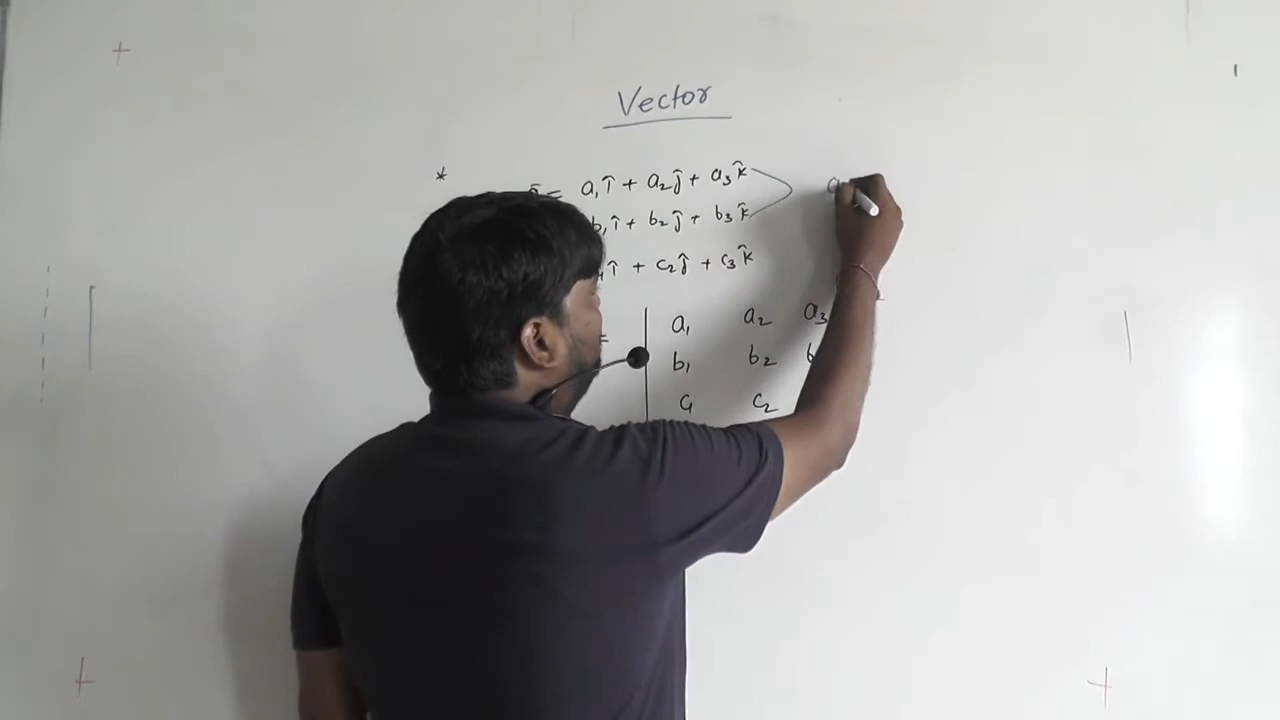 Vector
* = a₁î + a₂ĵ + a₃k̂
b₁î + b₂ĵ + b₃k̂
î + c₂ĵ + c₃k̂
= | a₁ a₂ a₃
b₁ b₂
c₁ c₂